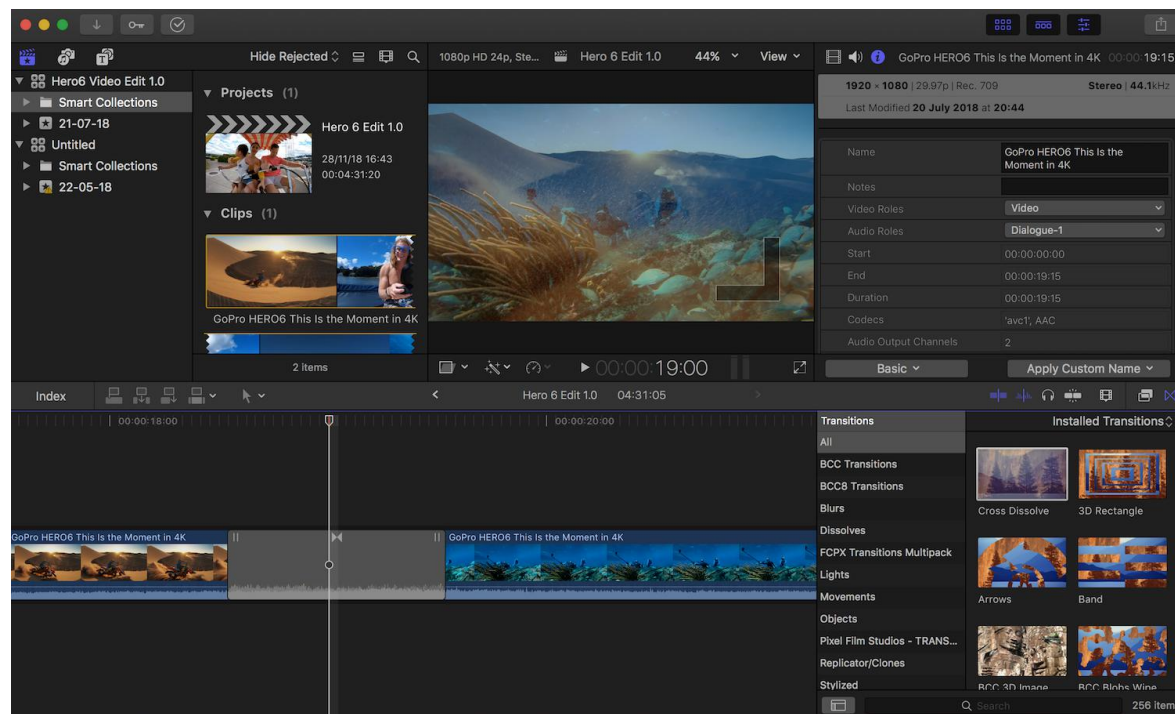 Hide Rejected
1080p HD 24p, Ste...
Hero 6 Edit 1.0
44%
View
GoPro HERO6 This Is the Moment in 4K
00:00:19:15
Hero6 Video Edit 1.0
Smart Collections
21-07-18
Untitled
Smart Collections
22-05-18
Projects (1)
Hero 6 Edit 1.0
28/11/18 16:43
00:04:31:20
Clips (1)
GoPro HERO6 This Is the Moment in 4K
2 items
00:00:19:00
1920 × 1080 | 29.97p | Rec. 709
Stereo | 44.1kHz
Last Modified 20 July 2018 at 20:44
Name
GoPro HERO6 This Is the
Moment in 4K
Notes
Video Roles
Video
Audio Roles
Dialogue-1
Start
00:00:00:00
End
00:00:19:15
Duration
00:00:19:15
Codecs
'avc1', AAC
Audio Output Channels
2
Basic
Apply Custom Name
Index
Hero 6 Edit 1.0
04:31:05
00:00:18:00
00:00:20:00
GoPro HERO6 This Is the Moment in 4K
GoPro HERO6 This Is the Moment in 4K
Transitions
Installed Transitions
All
BCC Transitions
BCC8 Transitions
Blurs
Dissolves
FCPX Transitions Multipack
Lights
Movements
Objects
Pixel Film Studios - TRANS...
Replicator/Clones
Stylized
Cross Dissolve
3D Rectangle
Arrows
Band
BCC 3D Image
BCC Blobs Wipe
Search
256 item